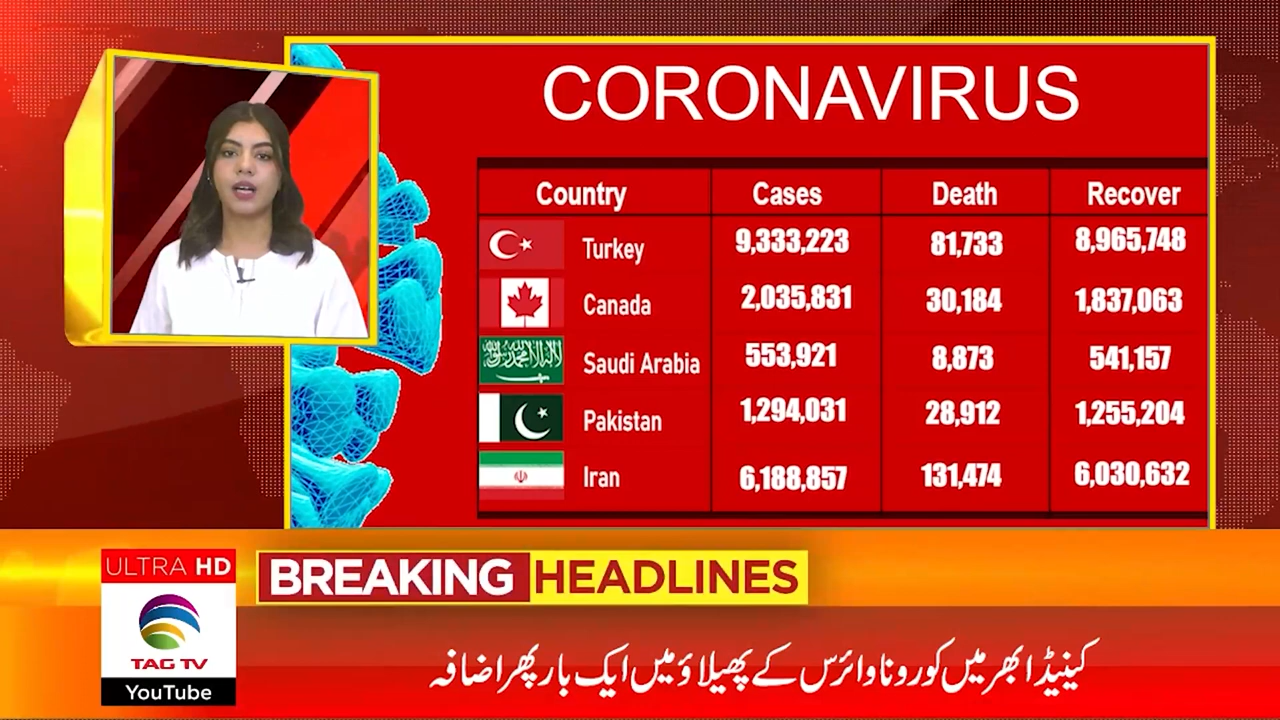 CORONAVIRUS
Country Cases Death Recover
Turkey 9,333,223 81,733 8,965,748
Canada 2,035,831 30,184 1,837,063
Saudi Arabia 553,921 8,873 541,157
Pakistan 1,294,031 28,912 1,255,204
Iran 6,188,857 131,474 6,030,632
ULTRA HD
TAG TV
YouTube
BREAKING HEADLINES
کینیڈا بھر میں کورونا وائرس کے پھیلاؤ میں ایک بار پھر اضافہ